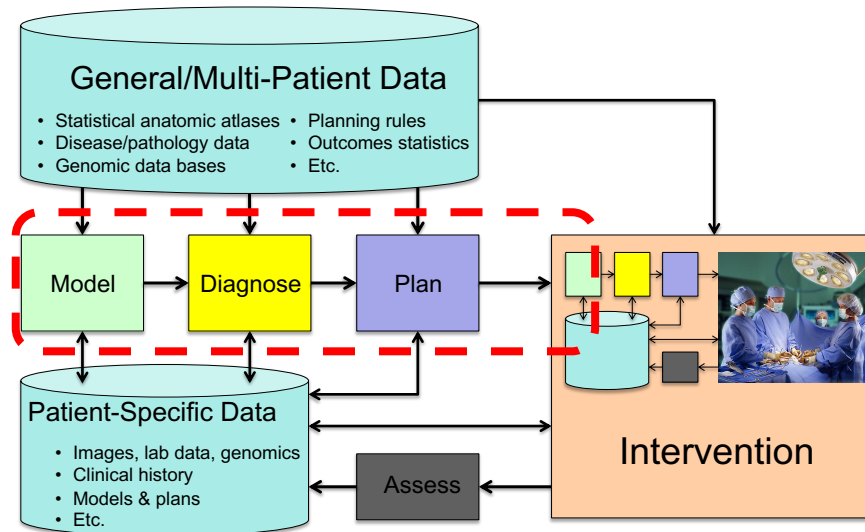 General/Multi-Patient Data
• Statistical anatomic atlases
• Disease/pathology data
• Genomic data bases
• Planning rules
• Outcomes statistics
• Etc.
Model
Diagnose
Plan
Patient-Specific Data
• Images, lab data, genomics
• Clinical history
• Models & plans
• Etc.
Assess
Intervention